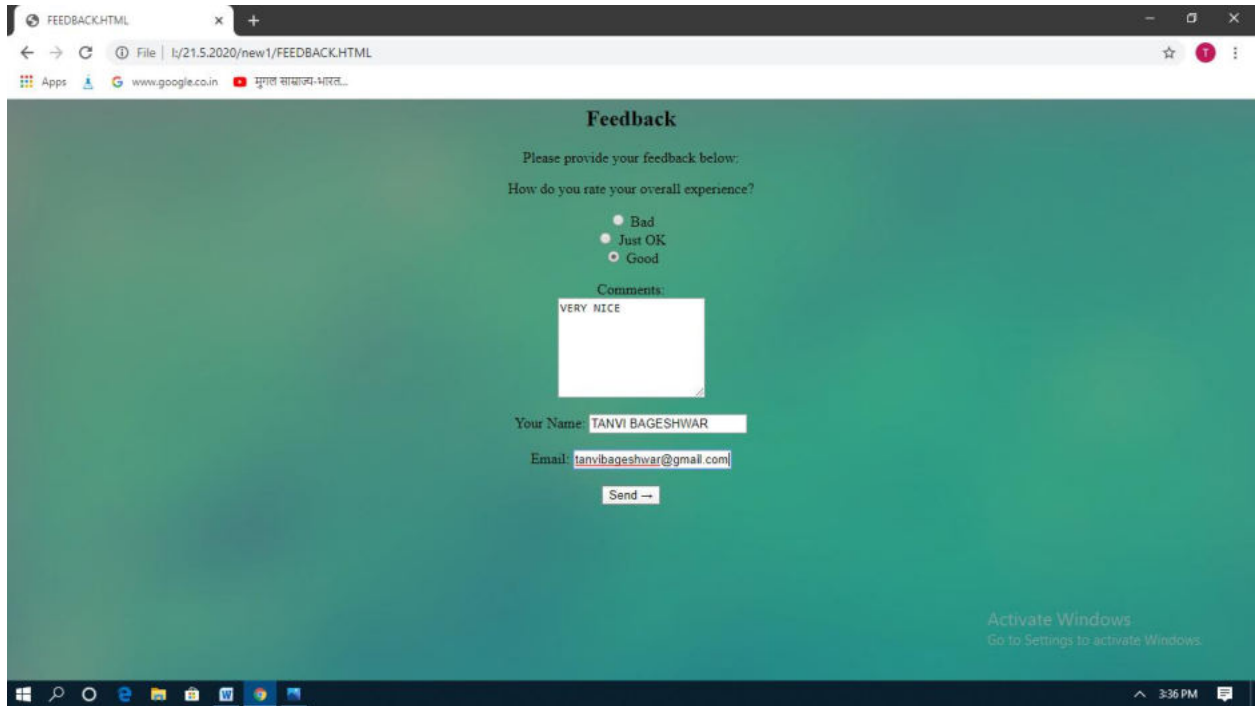 FEEDBACK.HTML
File | I:/21.5.2020/new1/FEEDBACK.HTML
T
Apps www.google.co.in मुगल साम्राज्य-भारत...
Feedback
Please provide your feedback below:
How do you rate your overall experience?
Bad
Just OK
Good
Comments:
VERY NICE
Your Name: TANVI BAGESHWAR
Email: tanvibageshwar@gmail.com
Send →
Activate Windows
Go to Settings to activate Windows.
3:36 PM